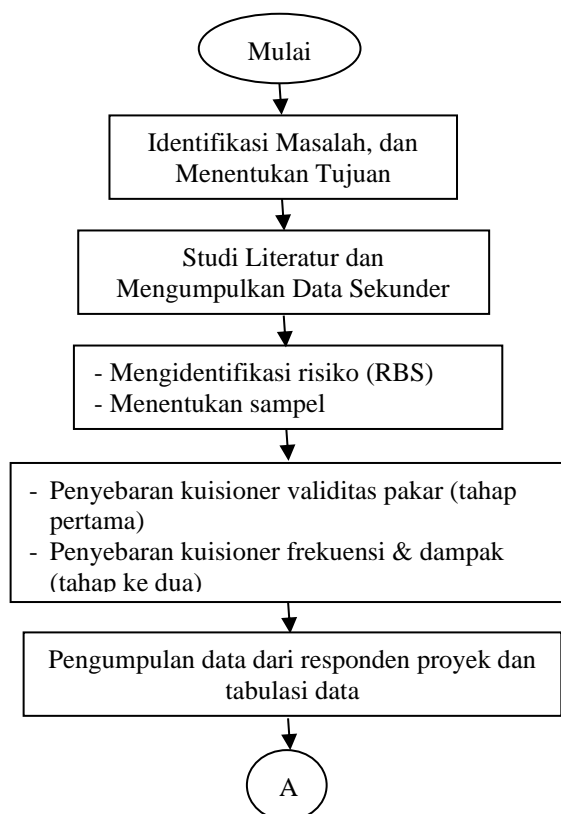 Mulai
Identifikasi Masalah, dan
Menentukan Tujuan
Studi Literatur dan
Mengumpulkan Data Sekunder
- Mengidentifikasi risiko (RBS)
- Menentukan sampel
- Penyebaran kuisioner validitas pakar (tahap
pertama)
- Penyebaran kuisioner frekuensi & dampak
(tahap ke dua)
Pengumpulan data dari responden proyek dan
tabulasi data
A